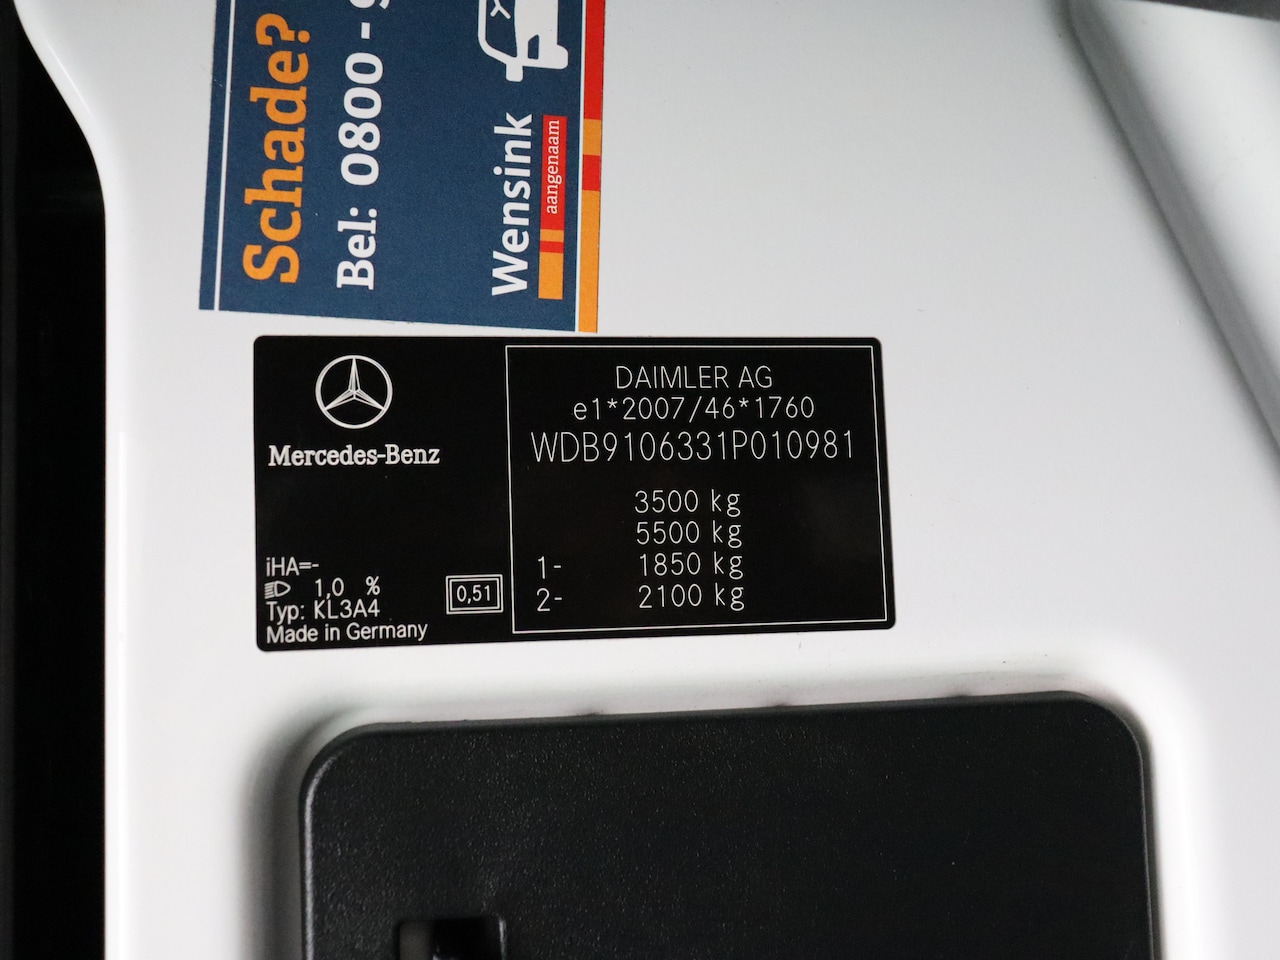 Schade?
Bel: 0800 -
Wensink
aangenaam
Mercedes-Benz
iHA=-
1,0 %
Typ: KL3A4
Made in Germany
0,51
DAIMLER AG
e1*2007/46*1760
WDB9106331P010981
3500 kg
5500 kg
1- 1850 kg
2- 2100 kg